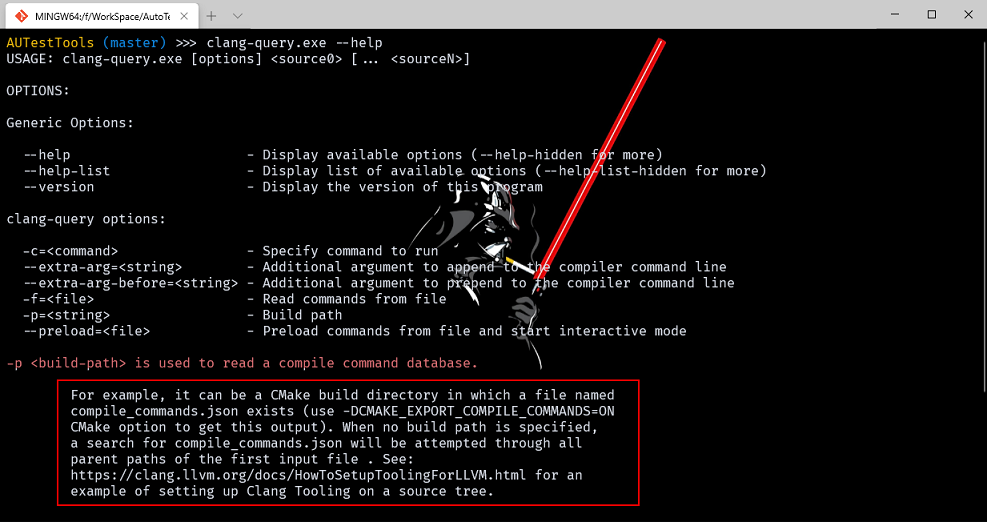 MINGW64:/f/WorkSpace/AutoTe
AUTestTools (master) >>> clang-query.exe --help
USAGE: clang-query.exe [options] <source0> [... <sourceN>]
OPTIONS:
Generic Options:
--help - Display available options (--help-hidden for more)
--help-list - Display list of available options (--help-list-hidden for more)
--version - Display the version of this program
clang-query options:
-c=<command> - Specify command to run
--extra-arg=<string> - Additional argument to append to the compiler command line
--extra-arg-before=<string> - Additional argument to prepend to the compiler command line
-f=<file> - Read commands from file
-p=<string> - Build path
--preload=<file> - Preload commands from file and start interactive mode
-p <build-path> is used to read a compile command database.
For example, it can be a CMake build directory in which a file named
compile_commands.json exists (use -DCMAKE_EXPORT_COMPILE_COMMANDS=ON
CMake option to get this output). When no build path is specified,
a search for compile_commands.json will be attempted through all
parent paths of the first input file . See:
https://clang.llvm.org/docs/HowToSetupToolingForLLVM.html for an
example of setting up Clang Tooling on a source tree.